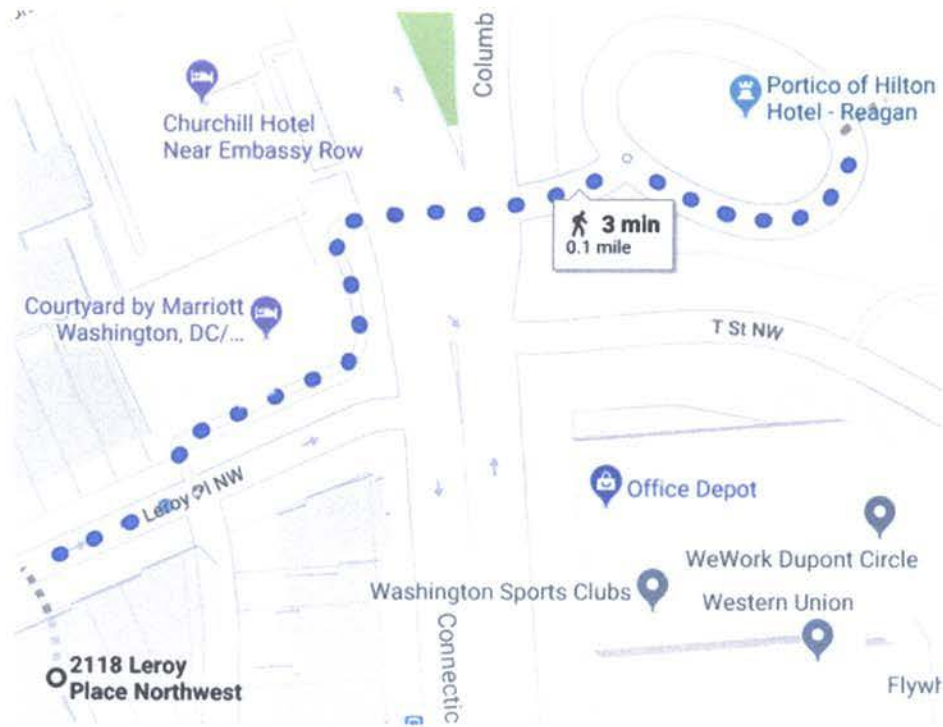 Columb
Portico of Hilton
Hotel - Reagan
Churchill Hotel
Near Embassy Row
3 min
0.1 mile
Courtyard by Marriott
Washington, DC/...
T St NW
Leroy Pl NW
Office Depot
WeWork Dupont Circle
Washington Sports Clubs
Western Union
Connectic
2118 Leroy
Place Northwest
Flywh